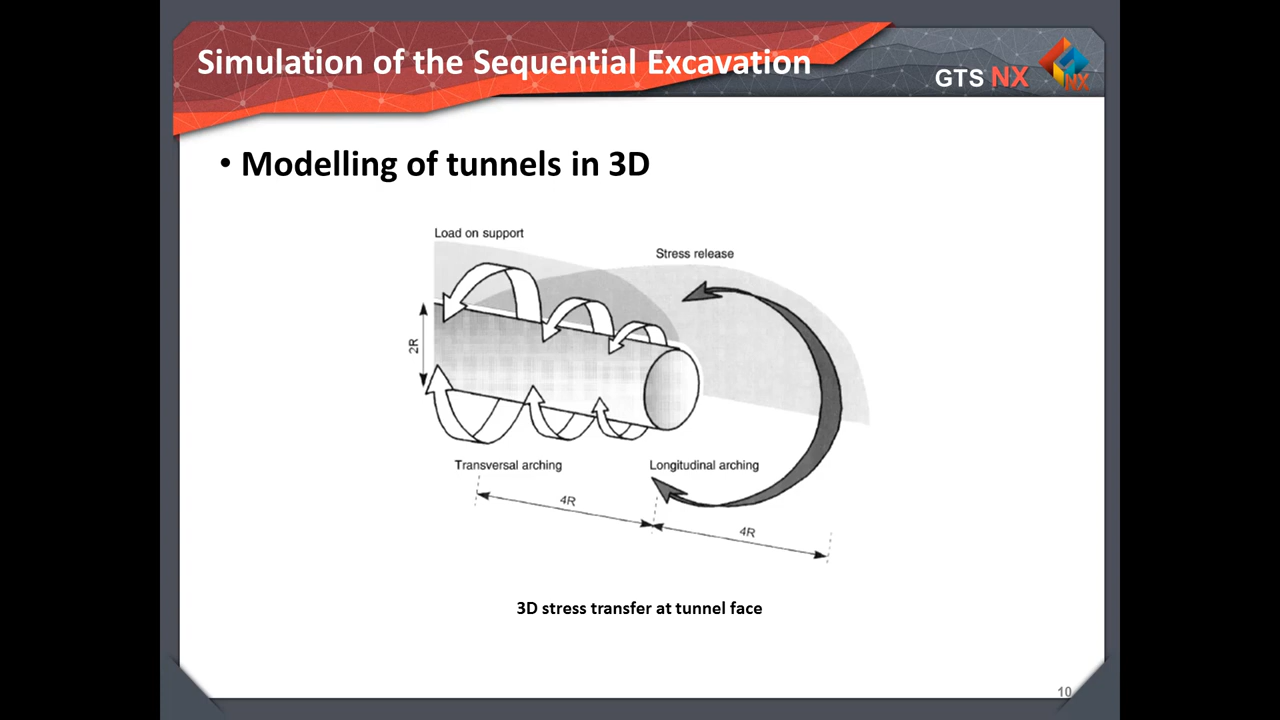 Simulation of the Sequential Excavation
GTS NX
NX
• Modelling of tunnels in 3D
Load on support
Stress release
2R
Transversal arching
Longitudinal arching
4R
4R
3D stress transfer at tunnel face
10